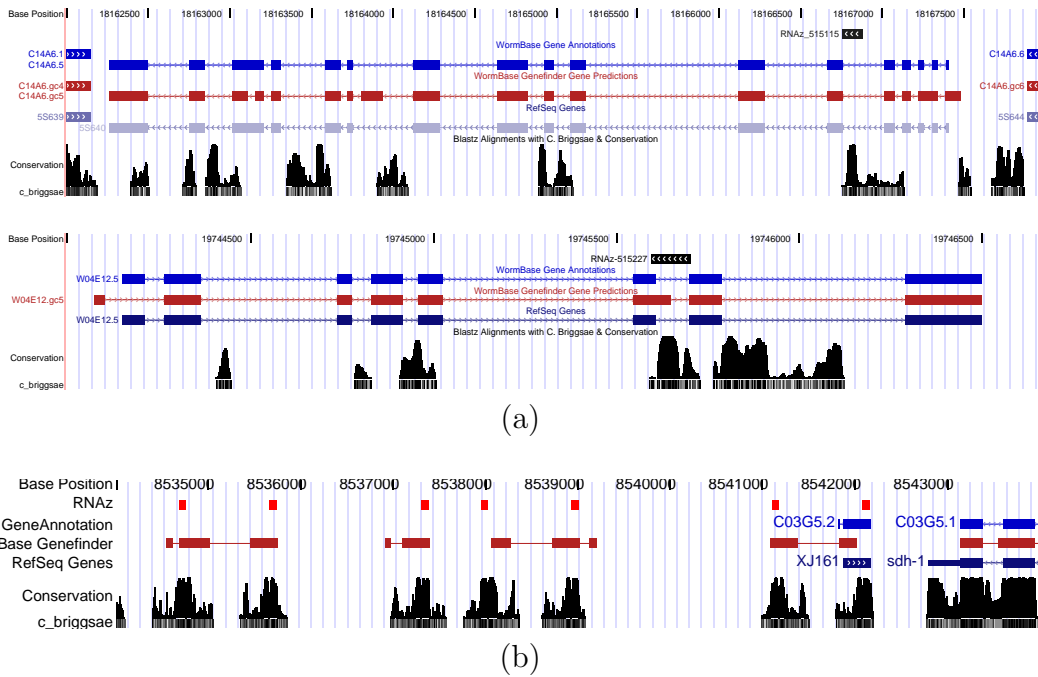 Base Position 18162500 18163000 18163500 18164000 18164500 18165000 18165500 18166000 18166500 18167000 18167500
RNAz_515115
WormBase Gene Annotations
C14A6.1 C14A6.6
C14A6.5
WormBase Genefinder Gene Predictions
C14A6.gc4 C14A6.gc6
C14A6.gc5
RefSeq Genes
5S639 5S644
5S640
Blastz Alignments with C. Briggsae & Conservation
Conservation
c_briggsae
Base Position 19744500 19745000 19745500 19746000 19746500
RNAz-515227
WormBase Gene Annotations
W04E12.5
WormBase Genefinder Gene Predictions
W04E12.gc5
RefSeq Genes
W04E12.5
Blastz Alignments with C. Briggsae & Conservation
Conservation
c_briggsae
(a)
Base Position 8535000 8536000 8537000 8538000 8539000 8540000 8541000 8542000 8543000
RNAz
GeneAnnotation C03G5.2 C03G5.1
Base Genefinder
RefSeq Genes XJ161 sdh-1
Conservation
c_briggsae
(b)